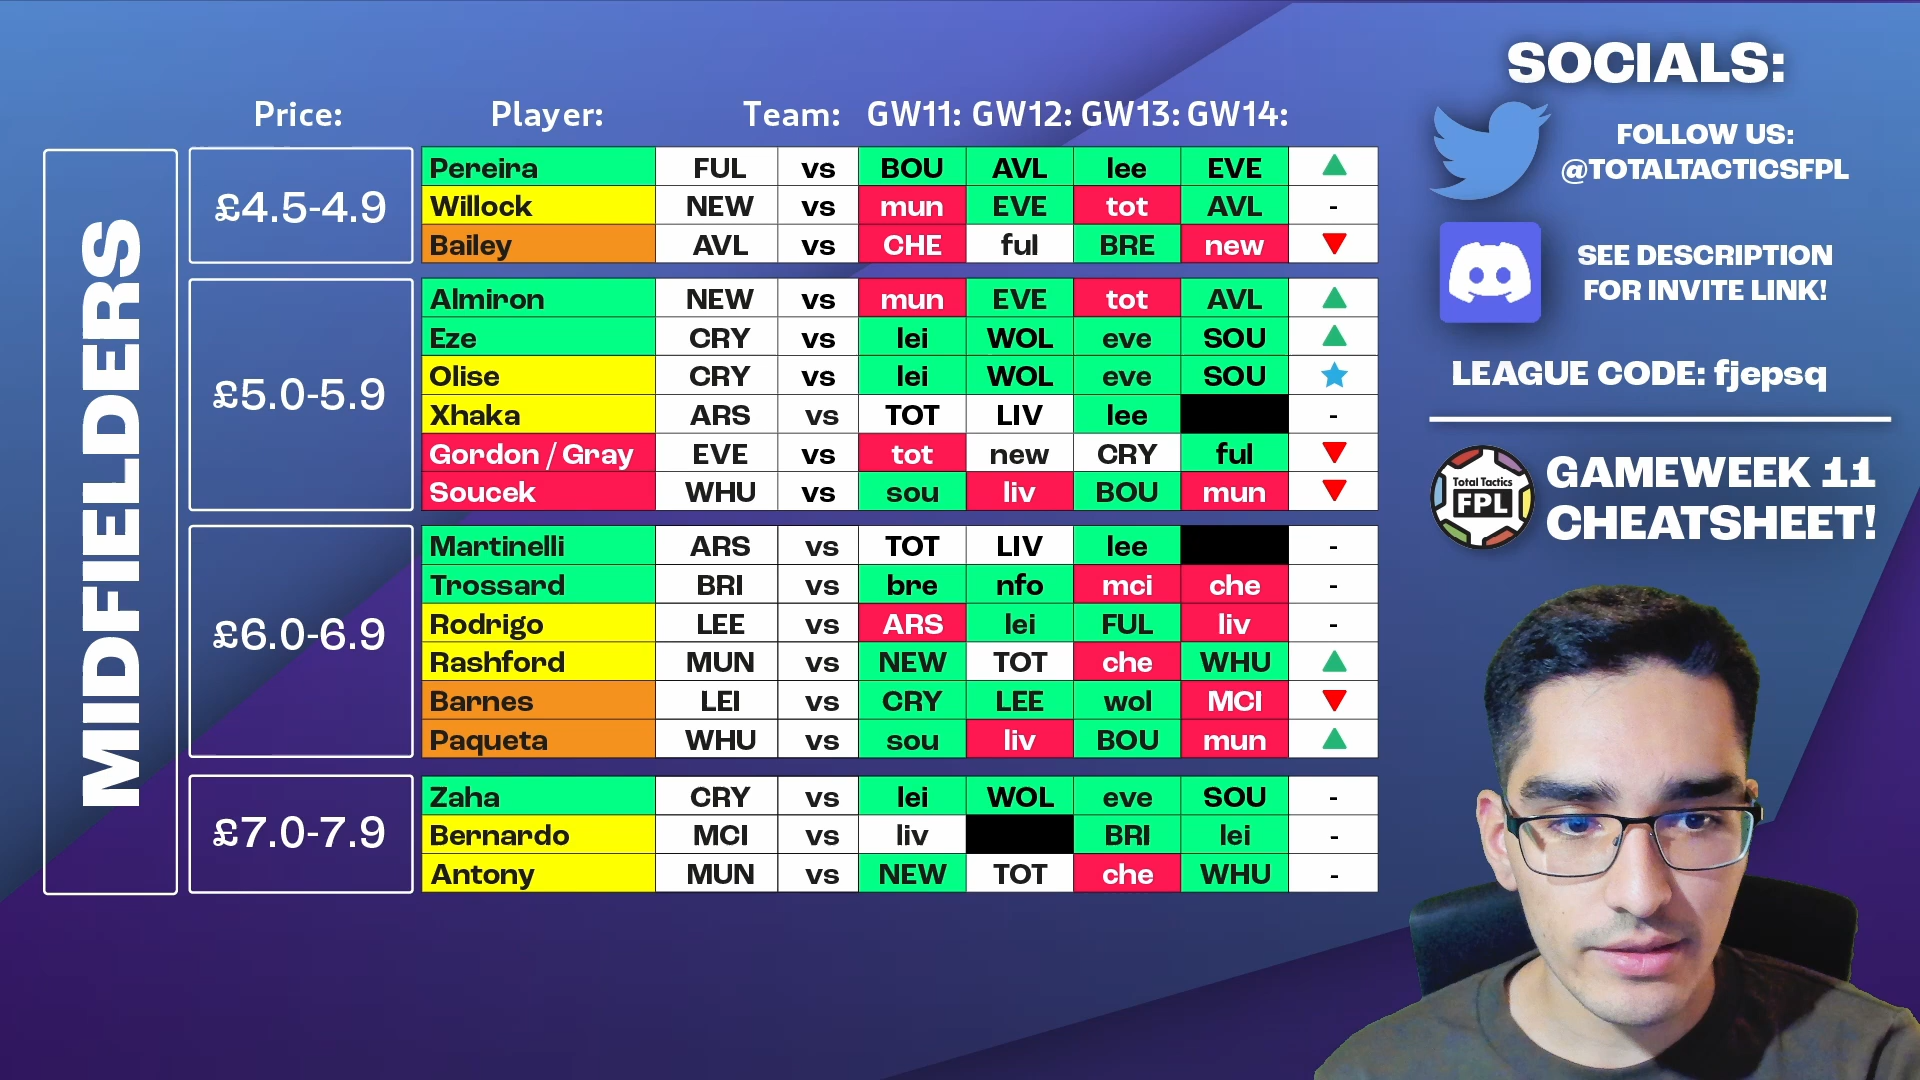 SOCIALS:
FOLLOW US:
@TOTALTACTICSFPL
SEE DESCRIPTION
FOR INVITE LINK!
LEAGUE CODE: fjepsq
Total Tactics
FPL
GAMEWEEK 11
CHEATSHEET!
MIDFIELDERS
Price: Player: Team: GW11: GW12: GW13: GW14:
£4.5-4.9
Pereira FUL vs BOU AVL lee EVE
Willock NEW vs mun EVE tot AVL -
Bailey AVL vs CHE ful BRE new
£5.0-5.9
Almiron NEW vs mun EVE tot AVL
Eze CRY vs lei WOL eve SOU
Olise CRY vs lei WOL eve SOU
Xhaka ARS vs TOT LIV lee -
Gordon / Gray EVE vs tot new CRY ful
Soucek WHU vs sou liv BOU mun
£6.0-6.9
Martinelli ARS vs TOT LIV lee -
Trossard BRI vs bre nfo mci che -
Rodrigo LEE vs ARS lei FUL liv -
Rashford MUN vs NEW TOT che WHU
Barnes LEI vs CRY LEE wol MCI
Paqueta WHU vs sou liv BOU mun
£7.0-7.9
Zaha CRY vs lei WOL eve SOU -
Bernardo MCI vs liv BRI lei -
Antony MUN vs NEW TOT che WHU -